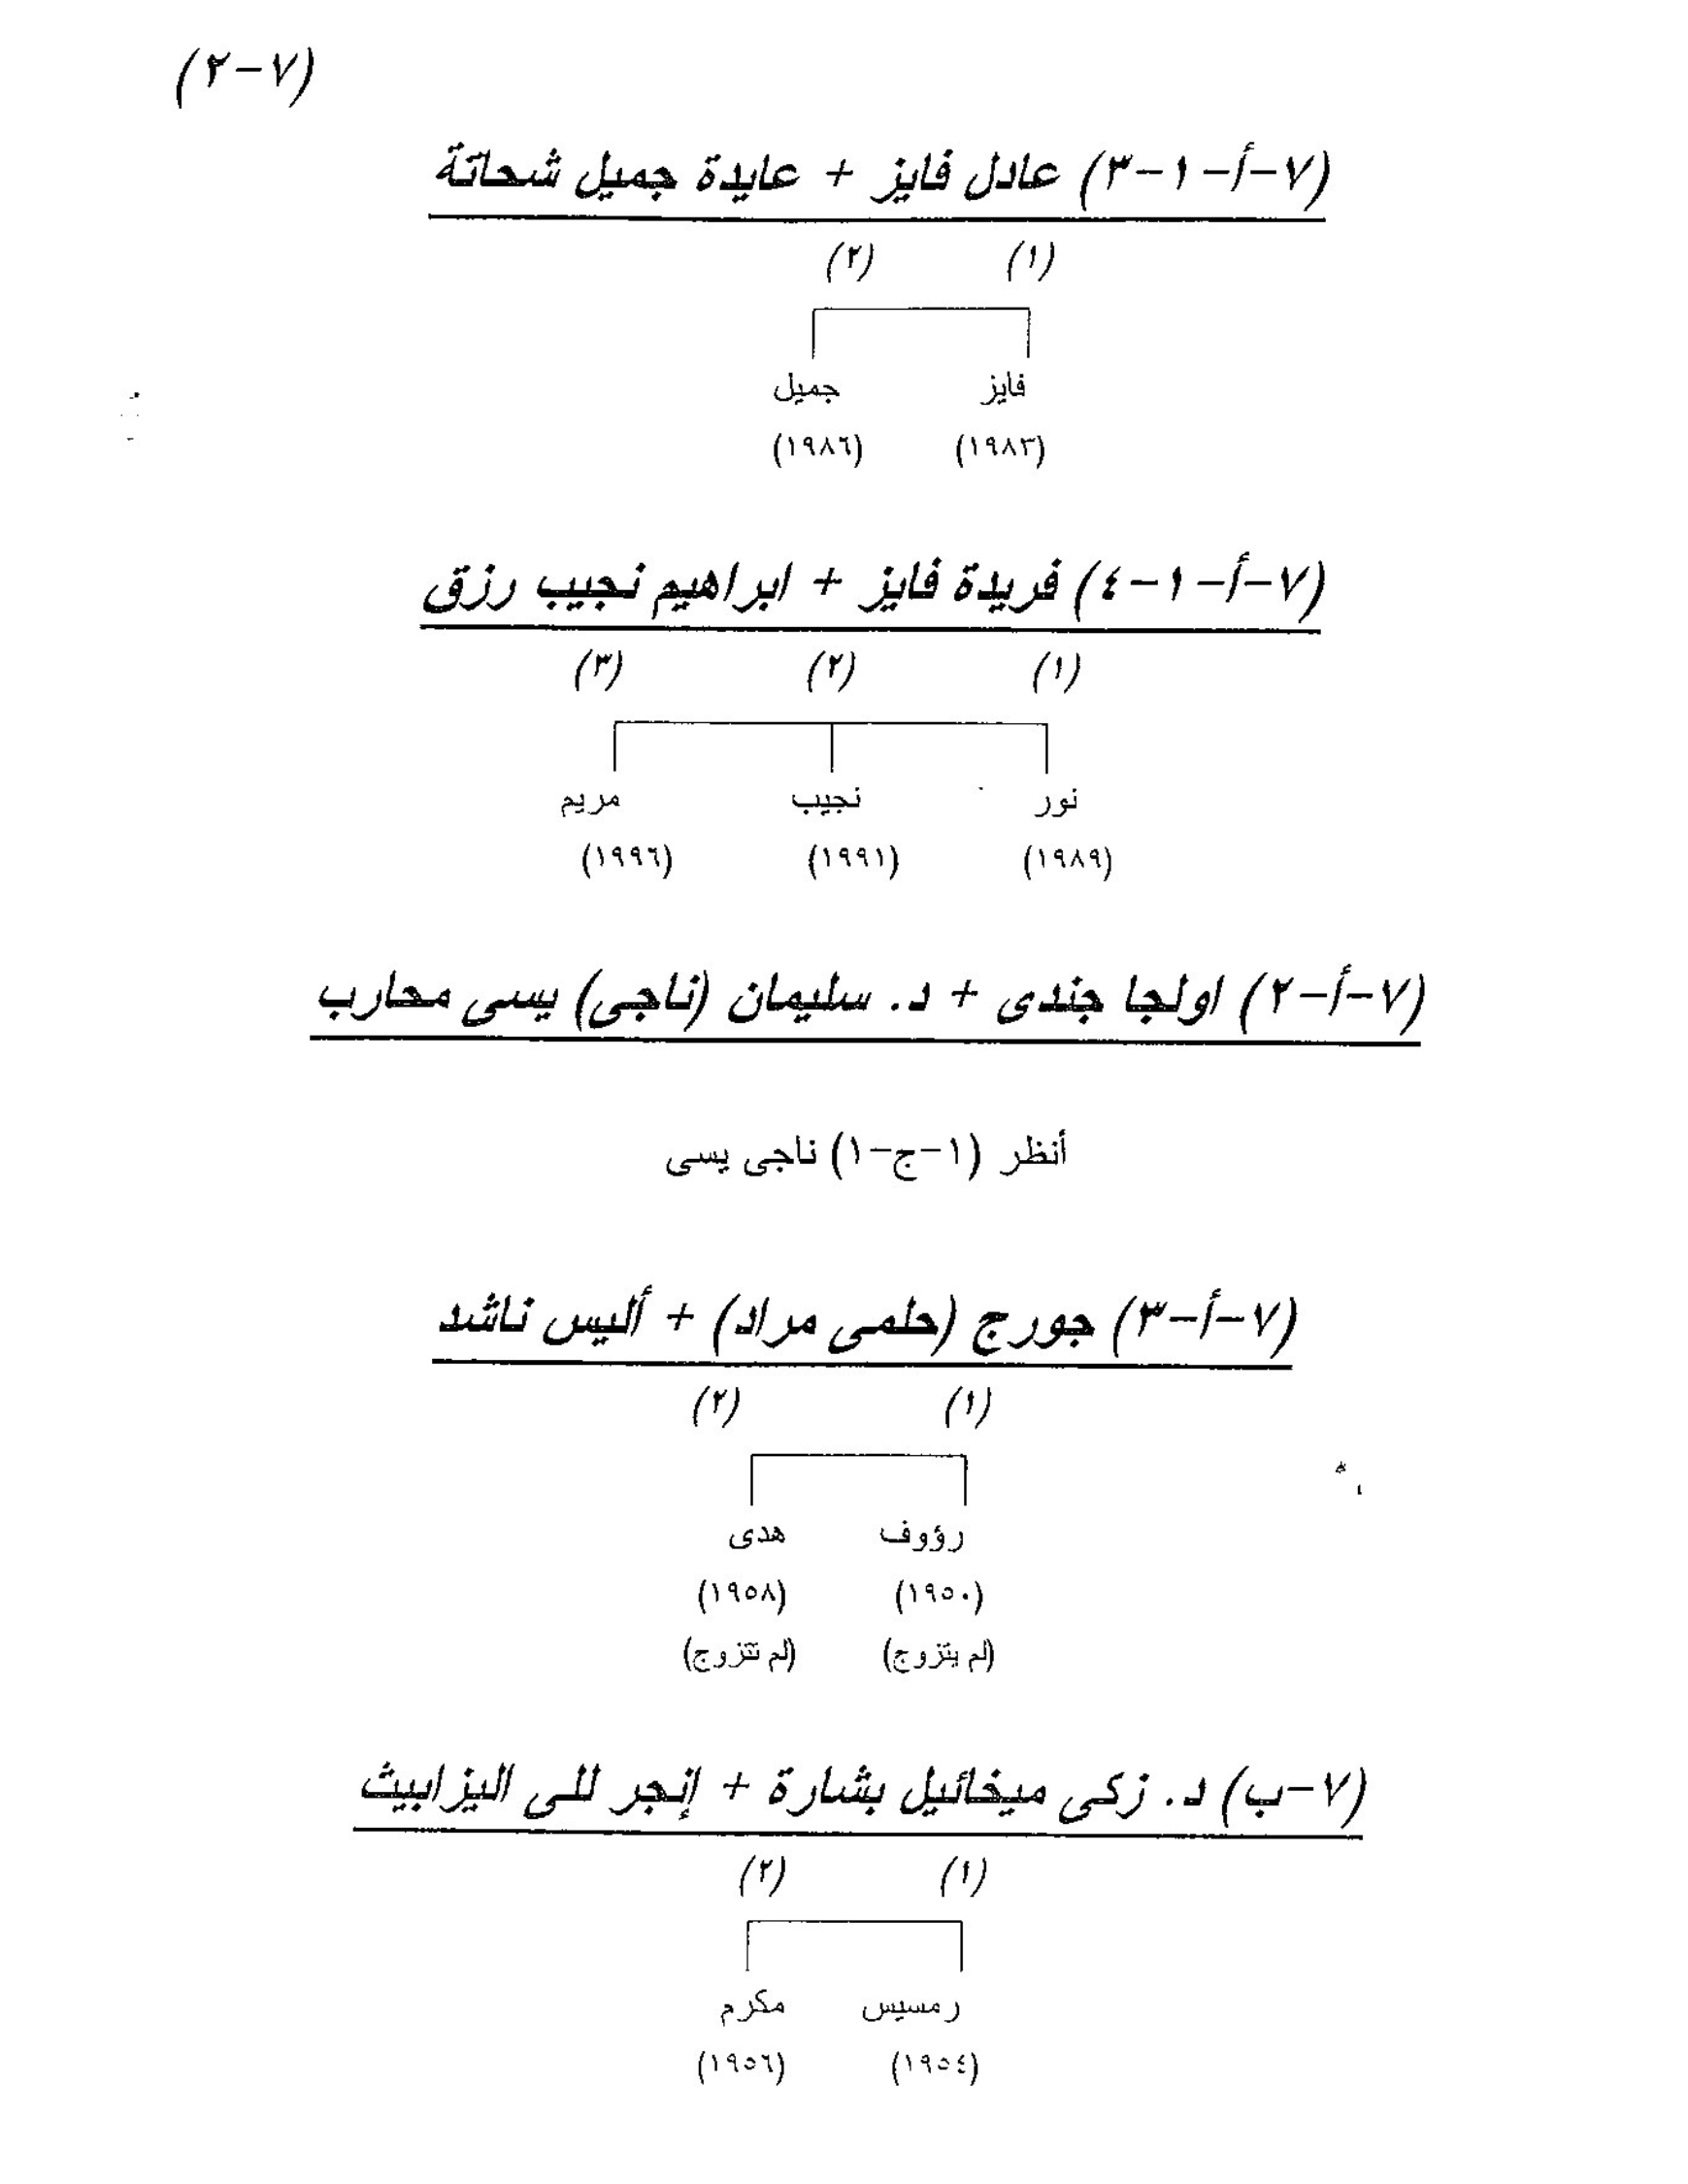 (٧-٢)
(٧-أ-١-٣) عادل فايز + عايدة جميل شحاتة
(١) (٢)
فايز جميل
(١٩٨٣) (١٩٨٦)
(٧-أ-١-٤) فريدة فايز + ابراهيم نجيب رزق
(١) (٢) (٣)
نور نجيب مريم
(١٩٨٩) (١٩٩١) (١٩٩٦)
(٧-أ-٢) اولجا جندى + د. سليمان (ناجى) يسى محارب
أنظر (١-ج-١) ناجى يسى
(٧-أ-٣) جورج (حلمى مراد) + أليس ناشد
(١) (٢)
رؤوف هدى
(١٩٥٠) (١٩٥٨)
(لم يتزوج) (لم تتزوج)
(٧-ب) د. زكى ميخائيل بشارة + إنجر للى اليزابيث
(١) (٢)
رمسيس مكرم
(١٩٥٤) (١٩٥٦)